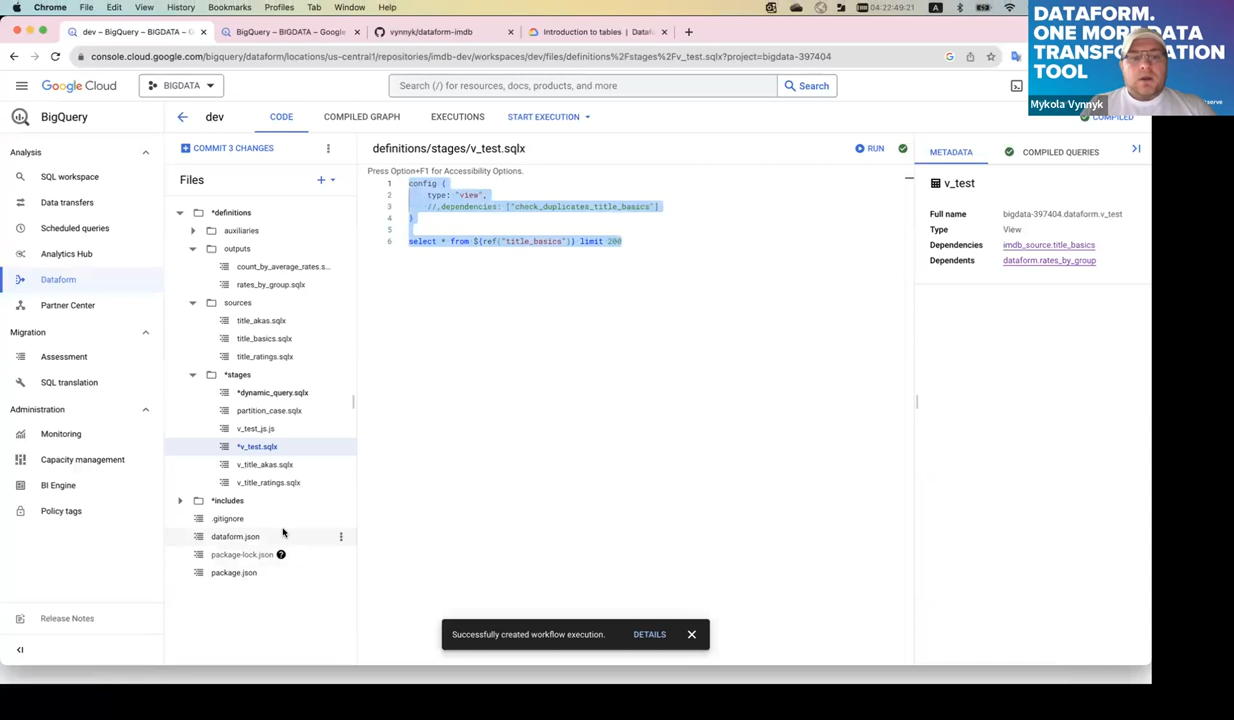 Chrome File Edit View History Bookmarks Profiles Tab Window Help
04:22:49:21
A
dev – BigQuery – BIGDATA – G
BigQuery – BIGDATA – Google
vynnyk/dataform-imdb
Introduction to tables | Datafo
console.cloud.google.com/bigquery/dataform/locations/us-central1/repositories/imdb-dev/workspaces/dev/files/definitions%2Fstages%2Fv_test.sqlx?project=bigdata-397404
DATAFORM.
ONE MORE DATA
TRANSFORMATION
TOOL
Mykola Vynnyk
Google Cloud
BIGDATA
Search (/) for resources, docs, products, and more
Search
BigQuery
dev
CODE
COMPILED GRAPH
EXECUTIONS
START EXECUTION
COMPILED
Analysis
SQL workspace
Data transfers
Scheduled queries
Analytics Hub
Dataform
Partner Center
Migration
Assessment
SQL translation
Administration
Monitoring
Capacity management
BI Engine
Policy tags
Release Notes
COMMIT 3 CHANGES
Files
*definitions
auxiliaries
outputs
count_by_average_rates.s...
rates_by_group.sqlx
sources
title_akas.sqlx
title_basics.sqlx
title_ratings.sqlx
*stages
*dynamic_query.sqlx
partition_case.sqlx
v_test_js.js
*v_test.sqlx
v_title_akas.sqlx
v_title_ratings.sqlx
*includes
.gitignore
dataform.json
package-lock.json
package.json
definitions/stages/v_test.sqlx
RUN
Press Option+F1 for Accessibility Options.
1 config {
2 type: "view",
3 //,dependencies: ["check_duplicates_title_basics"]
4 }
5
6 select * from ${ref("title_basics")} limit 200
METADATA
COMPILED QUERIES
v_test
Full name bigdata-397404.dataform.v_test
Type View
Dependencies imdb_source.title_basics
Dependents dataform.rates_by_group
Successfully created workflow execution.
DETAILS